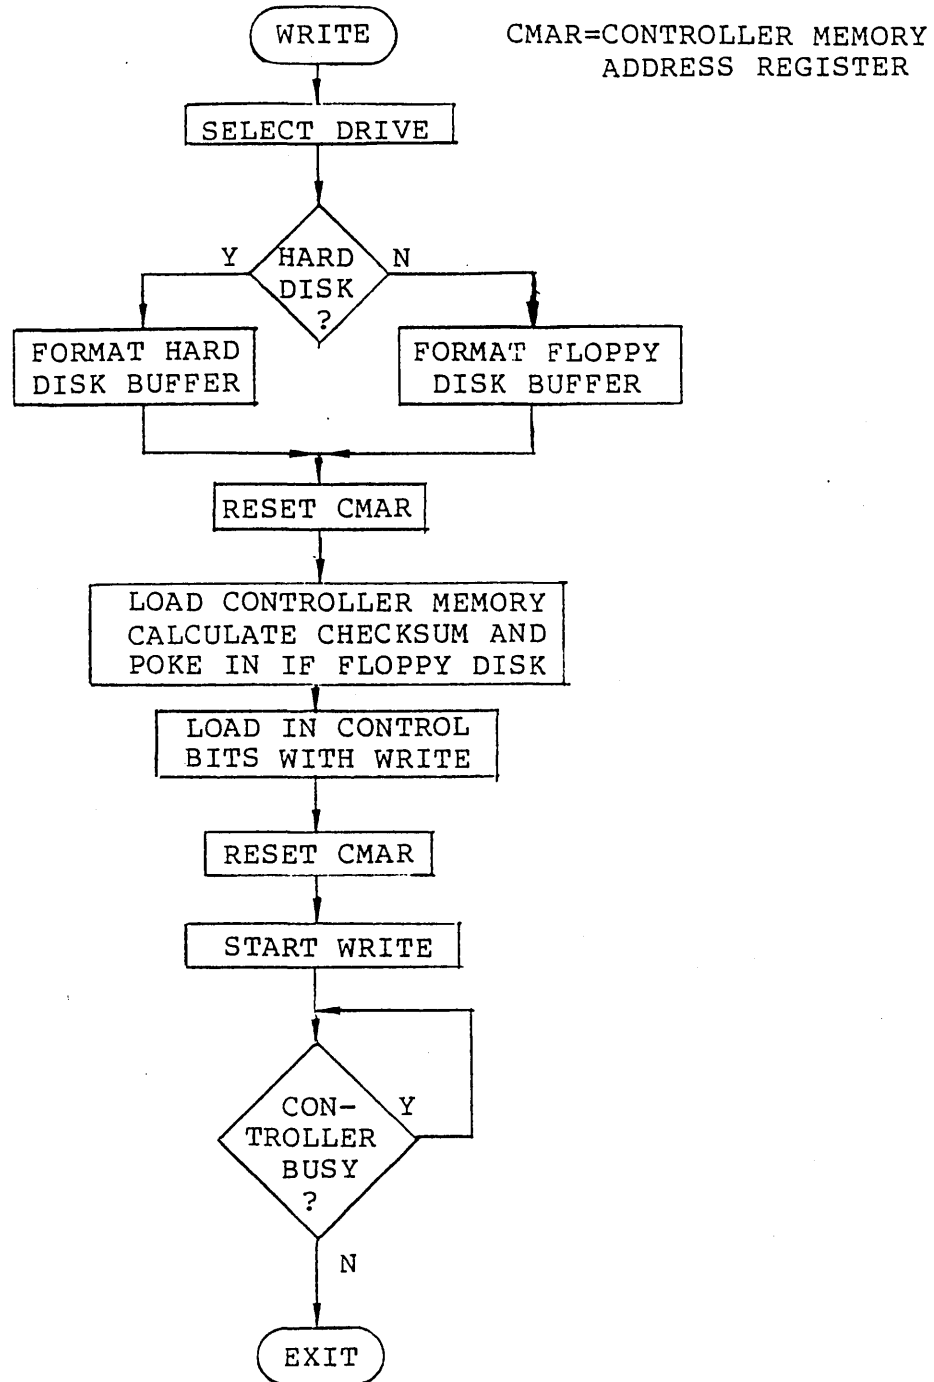 WRITE
CMAR=CONTROLLER MEMORY
ADDRESS REGISTER
SELECT DRIVE
Y
HARD
DISK
?
N
FORMAT HARD
DISK BUFFER
FORMAT FLOPPY
DISK BUFFER
RESET CMAR
LOAD CONTROLLER MEMORY
CALCULATE CHECKSUM AND
POKE IN IF FLOPPY DISK
LOAD IN CONTROL
BITS WITH WRITE
RESET CMAR
START WRITE
CON-
TROLLER
BUSY
?
Y
N
EXIT